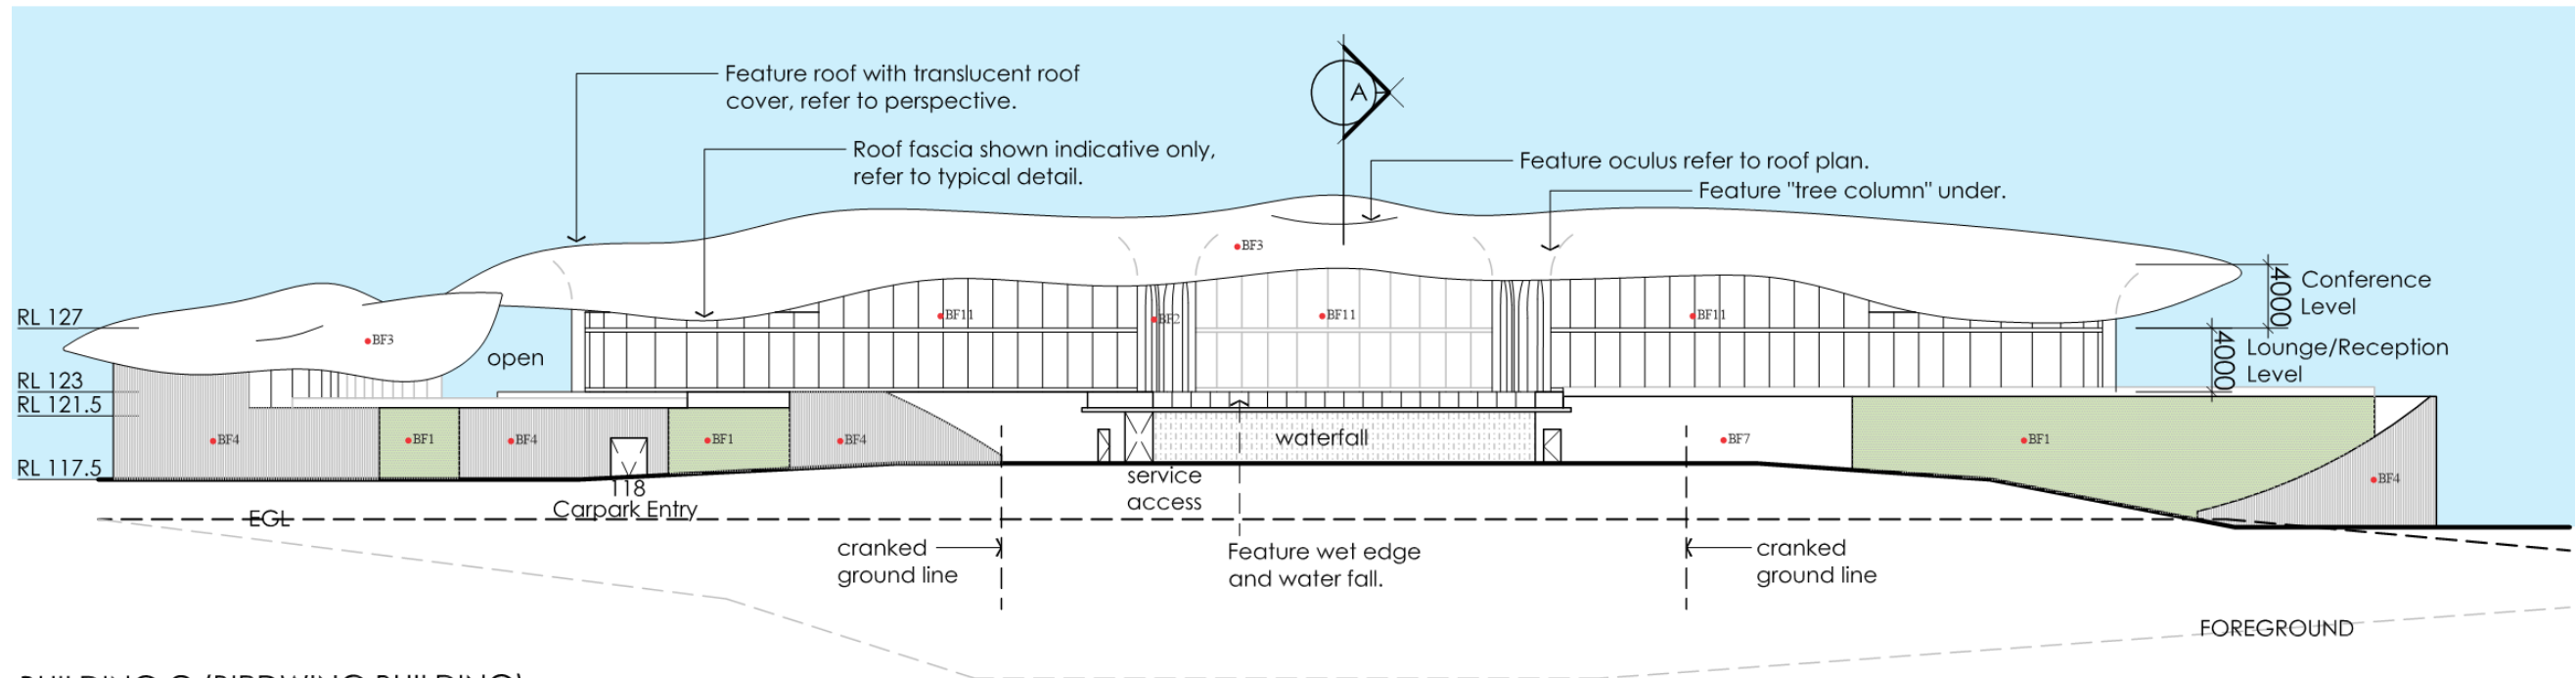 Feature roof with translucent roof
cover, refer to perspective.
A
Roof fascia shown indicative only,
refer to typical detail.
Feature oculus refer to roof plan.
Feature "tree column" under.
BF3
4000
Conference
Level
RL 127
BF11
BF2
BF11
BF11
BF3
open
4000
Lounge/Reception
Level
RL 123
RL 121.5
BF4
BF1
BF4
BF1
BF4
waterfall
BF7
BF1
RL 117.5
BF4
118
Carpark Entry
service
access
EGL
cranked
ground line
Feature wet edge
and water fall.
cranked
ground line
FOREGROUND
BUILDING C (BIRDWING BUILDING)